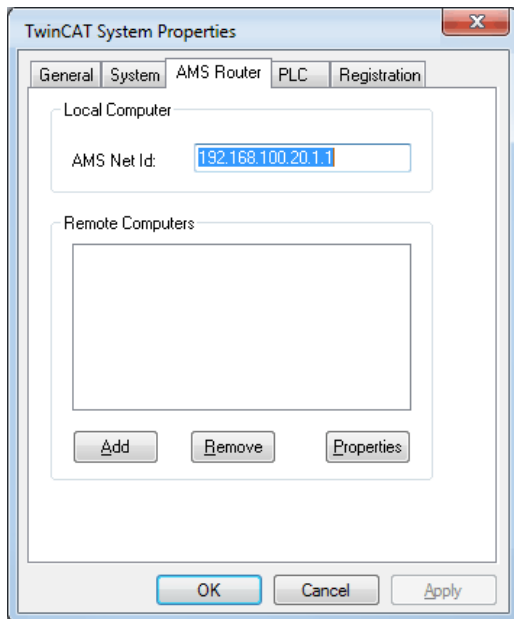 TwinCAT System Properties
X
General System AMS Router PLC Registration
Local Computer
AMS Net Id: 192.168.100.20.1.1
Remote Computers
Add Remove Properties
OK Cancel Apply